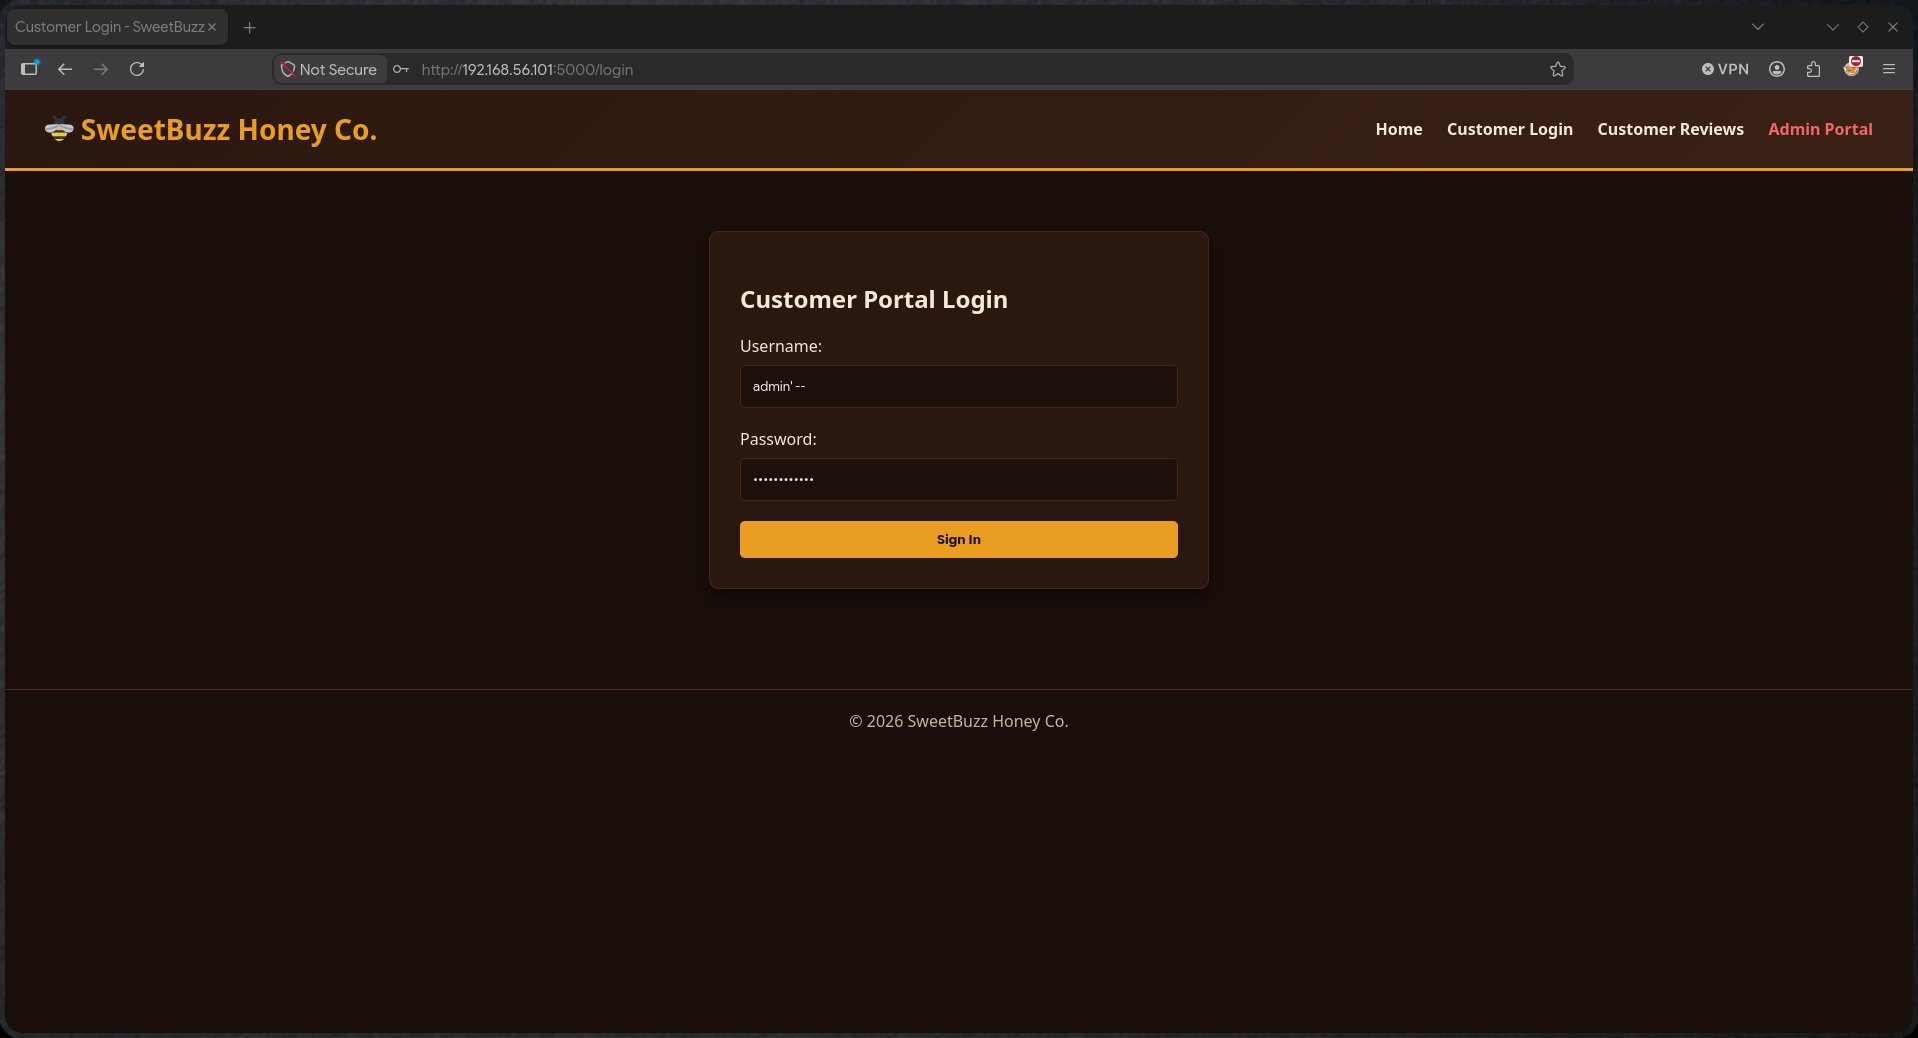 Customer Login - SweetBuzz
Not Secure
http://192.168.56.101:5000/login
VPN
SweetBuzz Honey Co.
Home
Customer Login
Customer Reviews
Admin Portal
Customer Portal Login
Username:
admin' --
Password:
••••••••••••
Sign In
© 2026 SweetBuzz Honey Co.